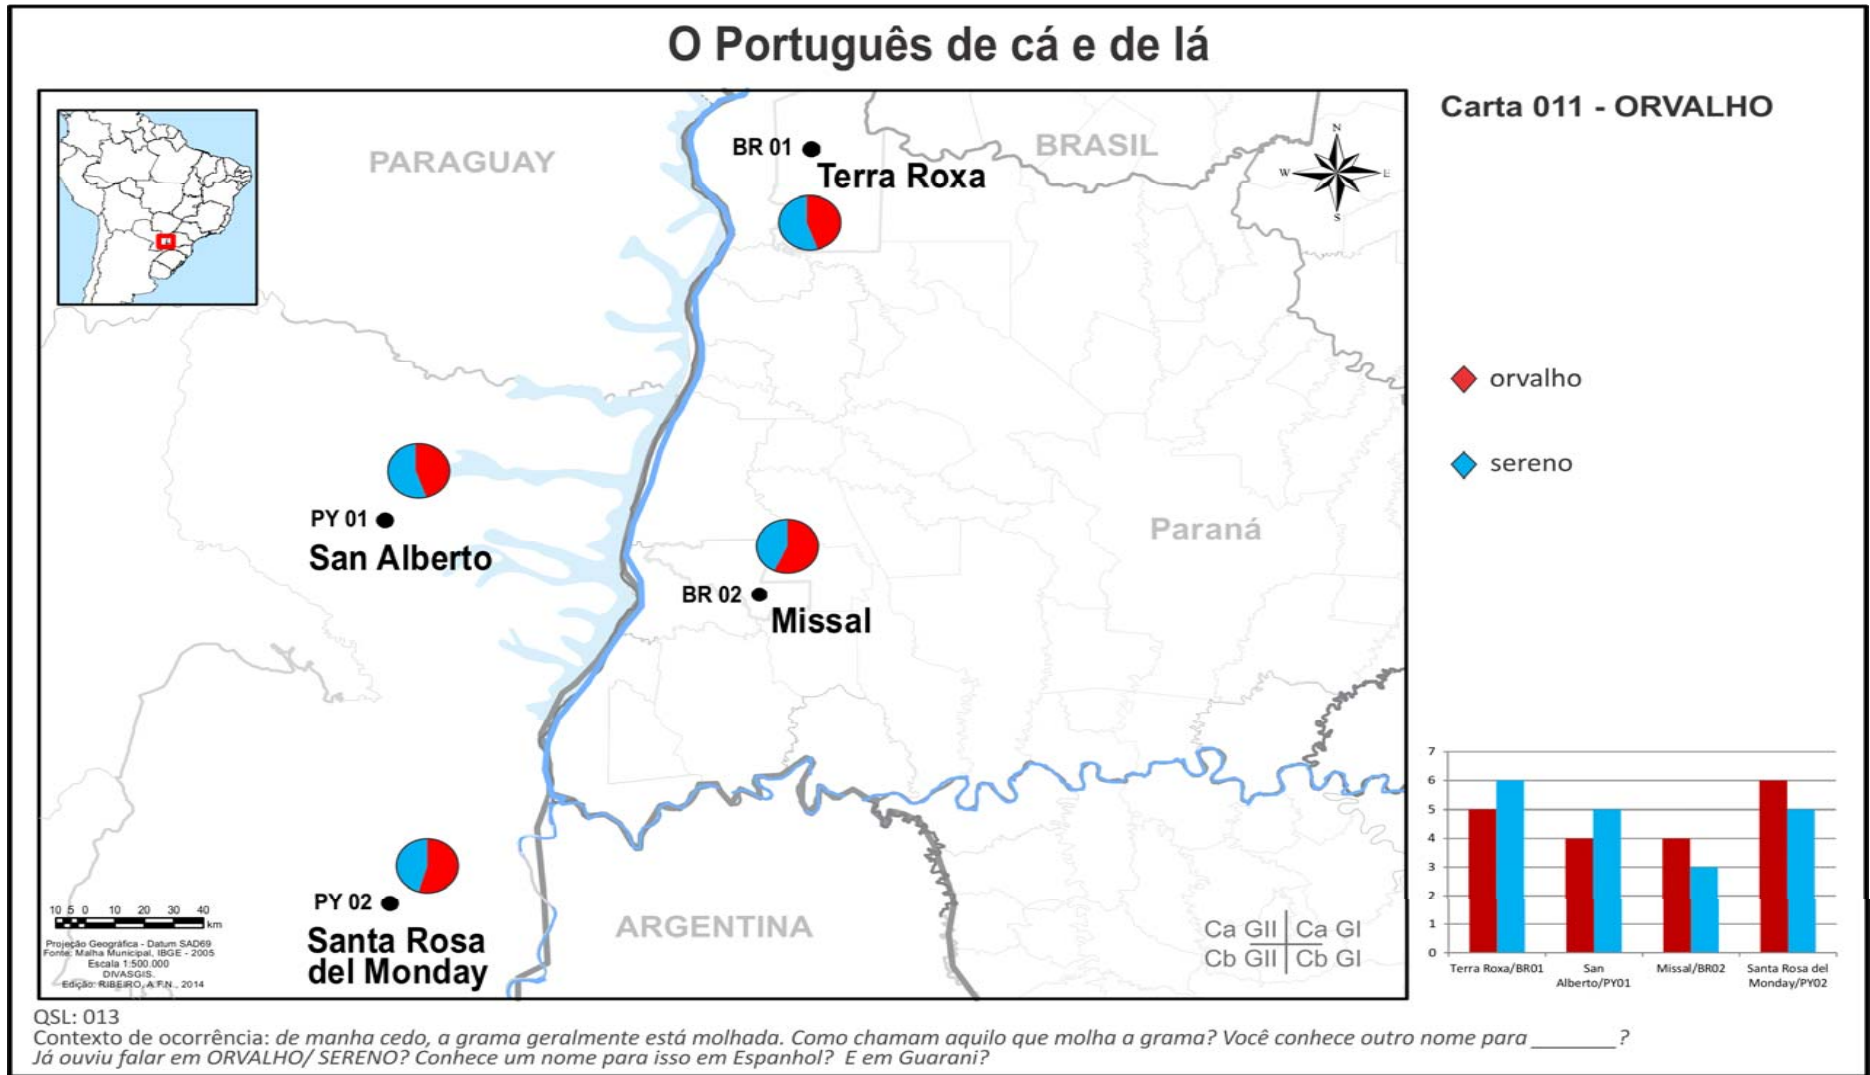 O Português de cá e de lá
Carta 011 - ORVALHO
PARAGUAY
BRASIL
BR 01
Terra Roxa
N
W
E
S
orvalho
sereno
PY 01
San Alberto
Paraná
BR 02
Missal
PY 02
Santa Rosa
del Monday
ARGENTINA
Ca GII Ca GI
Cb GII Cb GI
10 5 0 10 20 30 40
km
Projeção Geográfica - Datum SAD69
Fonte: Malha Municipal, IBGE - 2005
Escala 1:500.000
DIVASGIS.
Edição: RIBEIRO, A.F.N., 2014
7
6
5
4
3
2
1
0
Terra Roxa/BR01
San
Alberto/PY01
Missal/BR02
Santa Rosa del
Monday/PY02
QSL: 013
Contexto de ocorrência: de manha cedo, a grama geralmente está molhada. Como chamam aquilo que molha a grama? Você conhece outro nome para ________?
Já ouviu falar em ORVALHO/ SERENO? Conhece um nome para isso em Espanhol? E em Guarani?